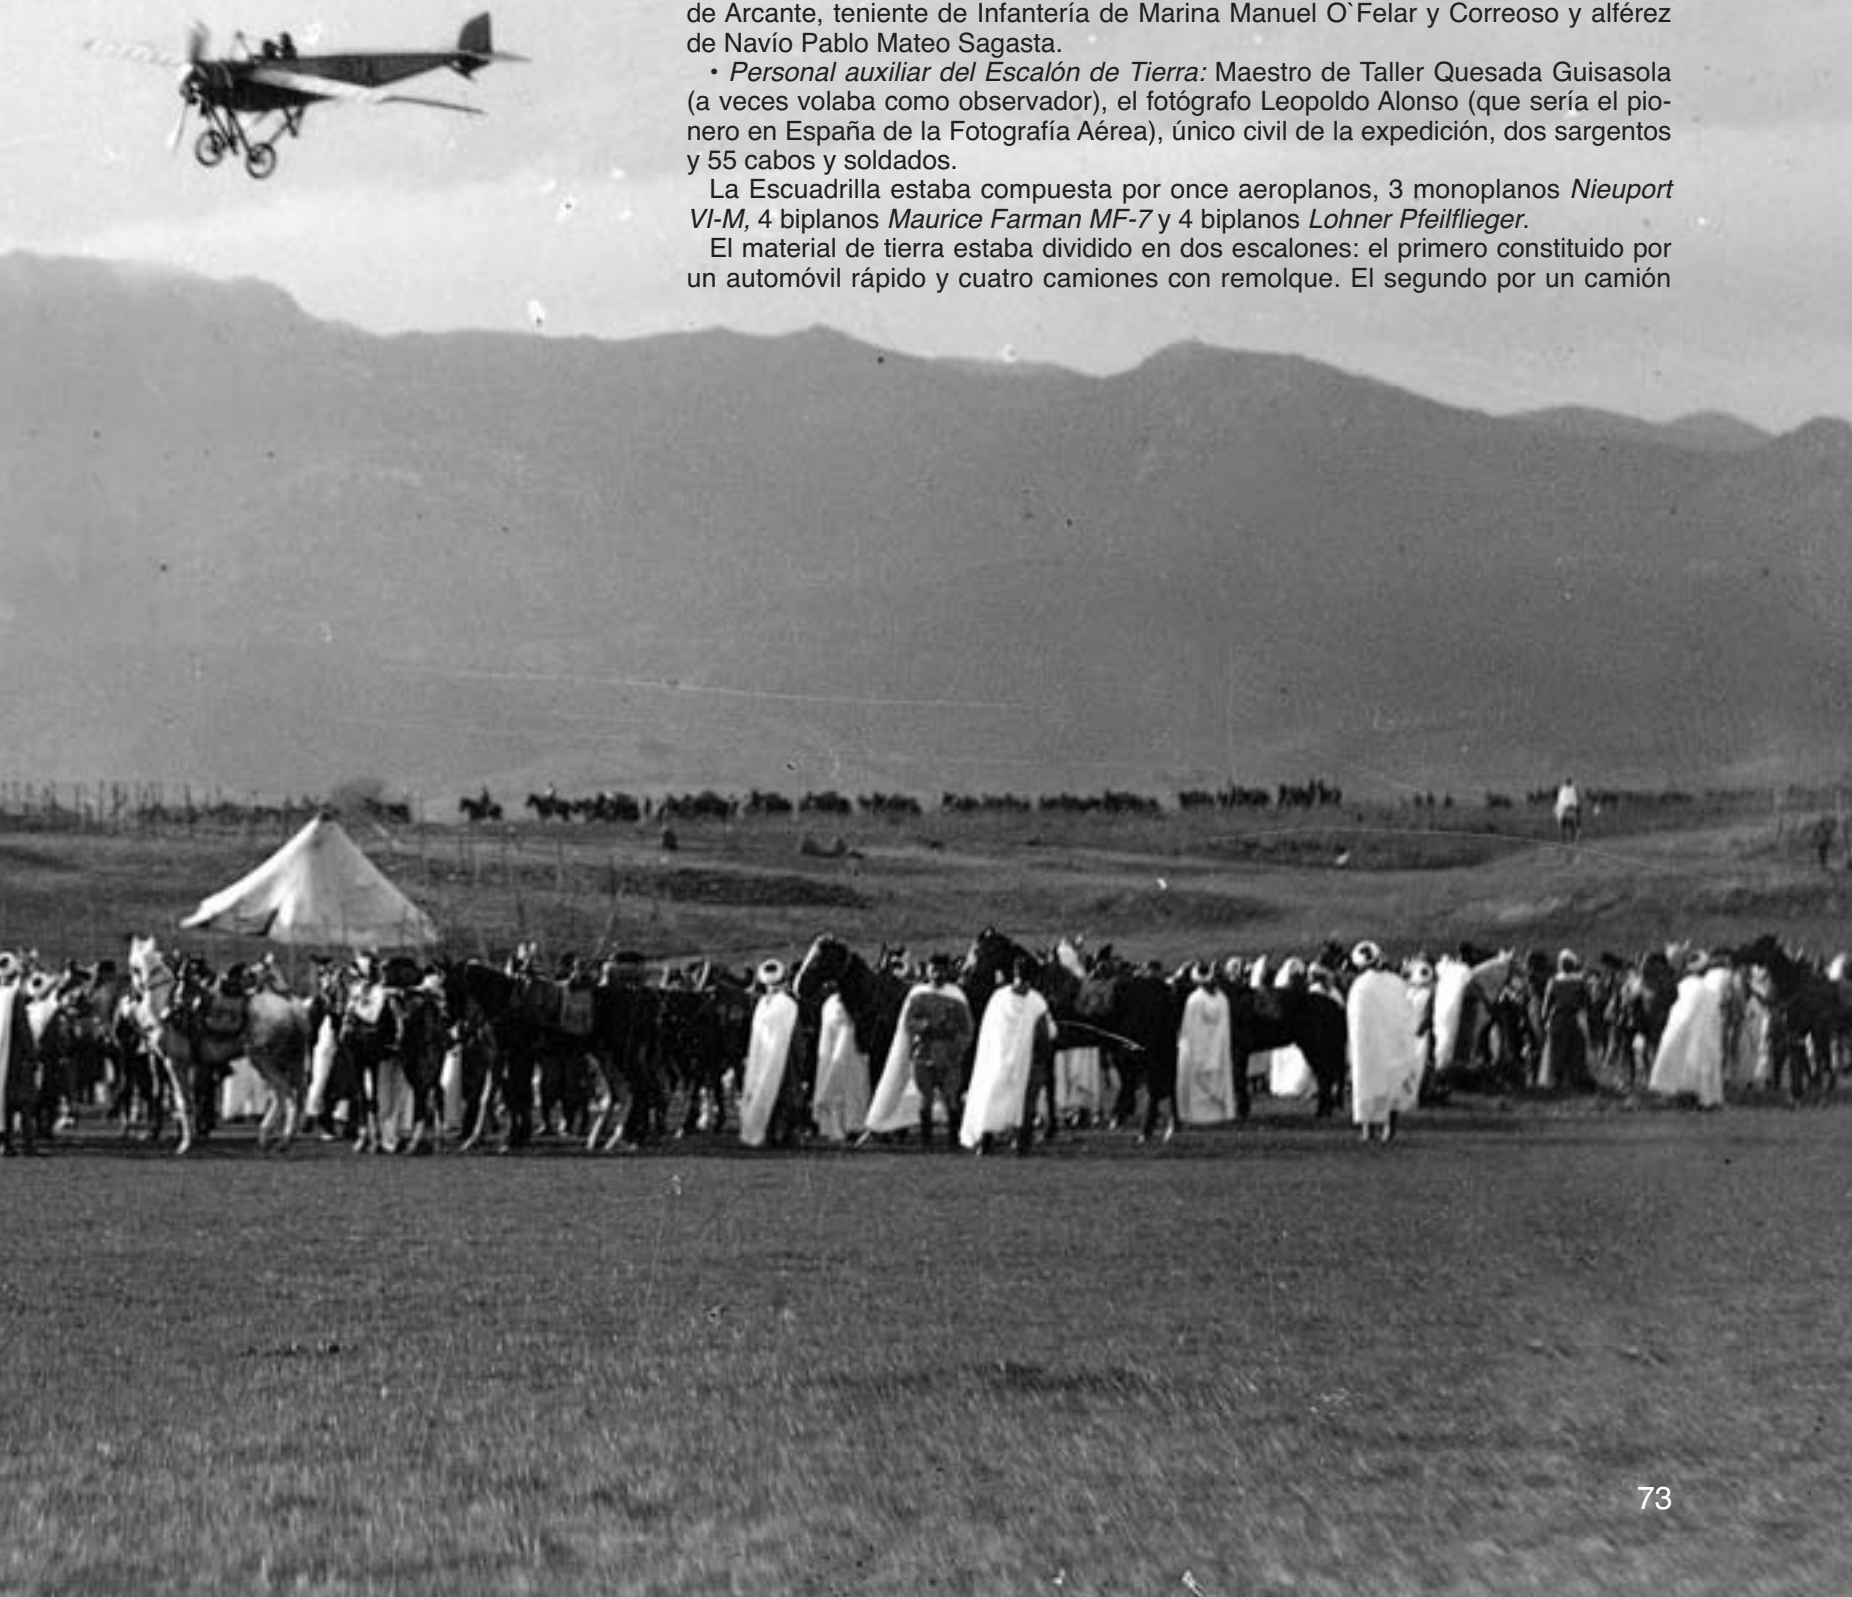 de Arcante, teniente de Infantería de Marina Manuel O`Felar y Correoso y alférez
de Navío Pablo Mateo Sagasta.
• Personal auxiliar del Escalón de Tierra: Maestro de Taller Quesada Guisasola
(a veces volaba como observador), el fotógrafo Leopoldo Alonso (que sería el pio-
nero en España de la Fotografía Aérea), único civil de la expedición, dos sargentos
y 55 cabos y soldados.
La Escuadrilla estaba compuesta por once aeroplanos, 3 monoplanos Nieuport
VI-M, 4 biplanos Maurice Farman MF-7 y 4 biplanos Lohner Pfeilflieger.
El material de tierra estaba dividido en dos escalones: el primero constituido por
un automóvil rápido y cuatro camiones con remolque. El segundo por un camión
73